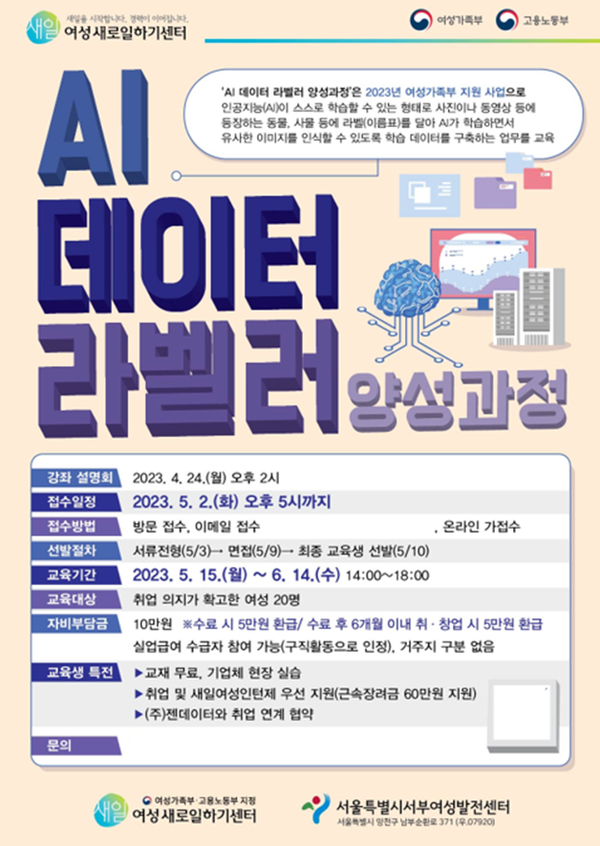 새일을 시작합니다. 경력이 이어집니다.
새일 여성새로일하기센터
여성가족부 고용노동부
'AI 데이터 라벨러 양성과정'은 2023년 여성가족부 지원 사업으로
인공지능(AI)이 스스로 학습할 수 있는 형태로 사진이나 동영상 등에
등장하는 동물, 사물 등에 라벨(이름표)를 달아 AI가 학습하면서
유사한 이미지를 인식할 수 있도록 학습 데이터를 구축하는 업무를 교육
AI
데이터
라벨러 양성과정
강좌 설명회 2023. 4. 24.(월) 오후 2시
접수일정 2023. 5. 2.(화) 오후 5시까지
접수방법 방문 접수, 이메일 접수 , 온라인 가접수
선발절차 서류전형(5/3)→ 면접(5/9)→ 최종 교육생 선발(5/10)
교육기간 2023. 5. 15.(월) ~ 6. 14.(수) 14:00~18:00
교육대상 취업 의지가 확고한 여성 20명
자비부담금 10만원 ※수료 시 5만원 환급/ 수료 후 6개월 이내 취·창업 시 5만원 환급
실업급여 수급자 참여 가능(구직활동으로 인정), 거주지 구분 없음
교육생 특전 ▶교재 무료, 기업체 현장 실습
▶취업 및 새일여성인턴제 우선 지원(근속장려금 60만원 지원)
▶(주)젠데이터와 취업 연계 협약
문의
여성가족부·고용노동부 지정
새일 여성새로일하기센터
서울특별시서부여성발전센터
서울특별시 양천구 남부순환로 371 (우.07920)